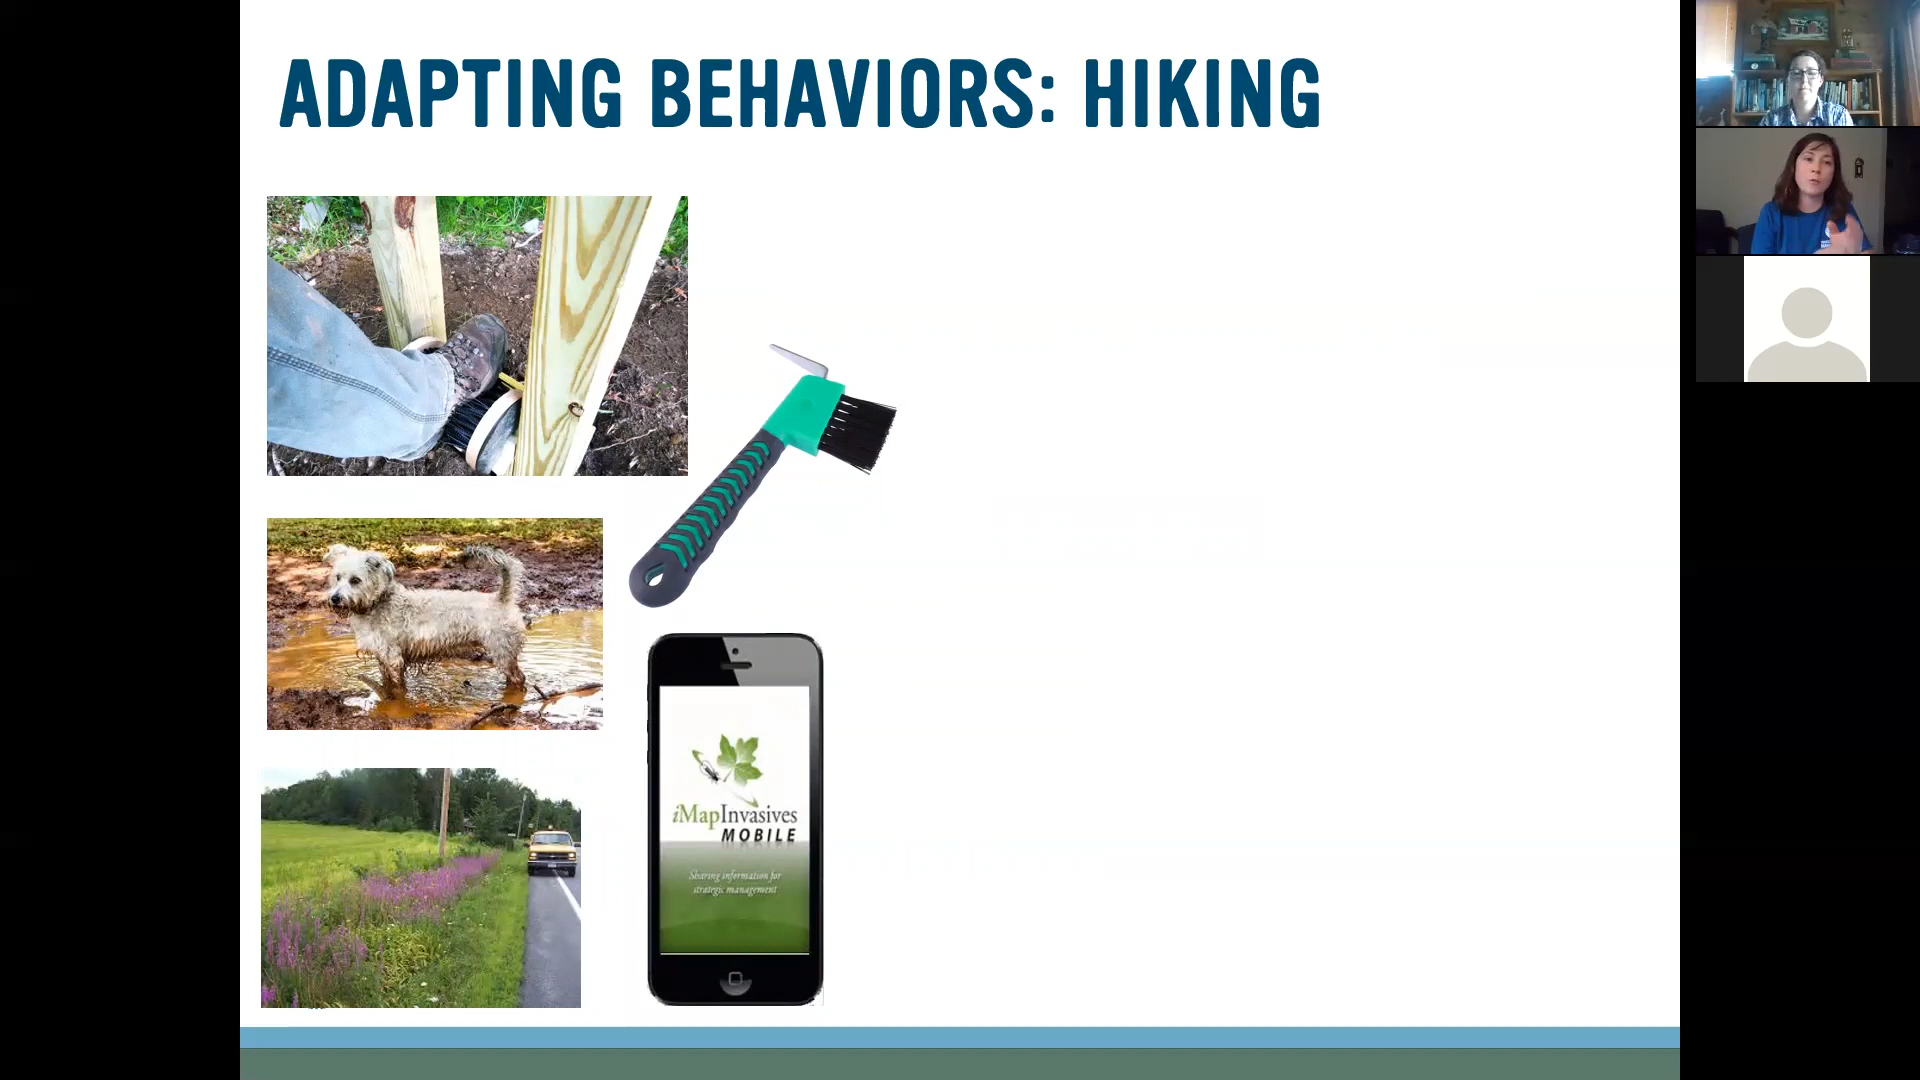 ADAPTING BEHAVIORS: HIKING
iMapInvasives
MOBILE
Sharing information for
strategic management